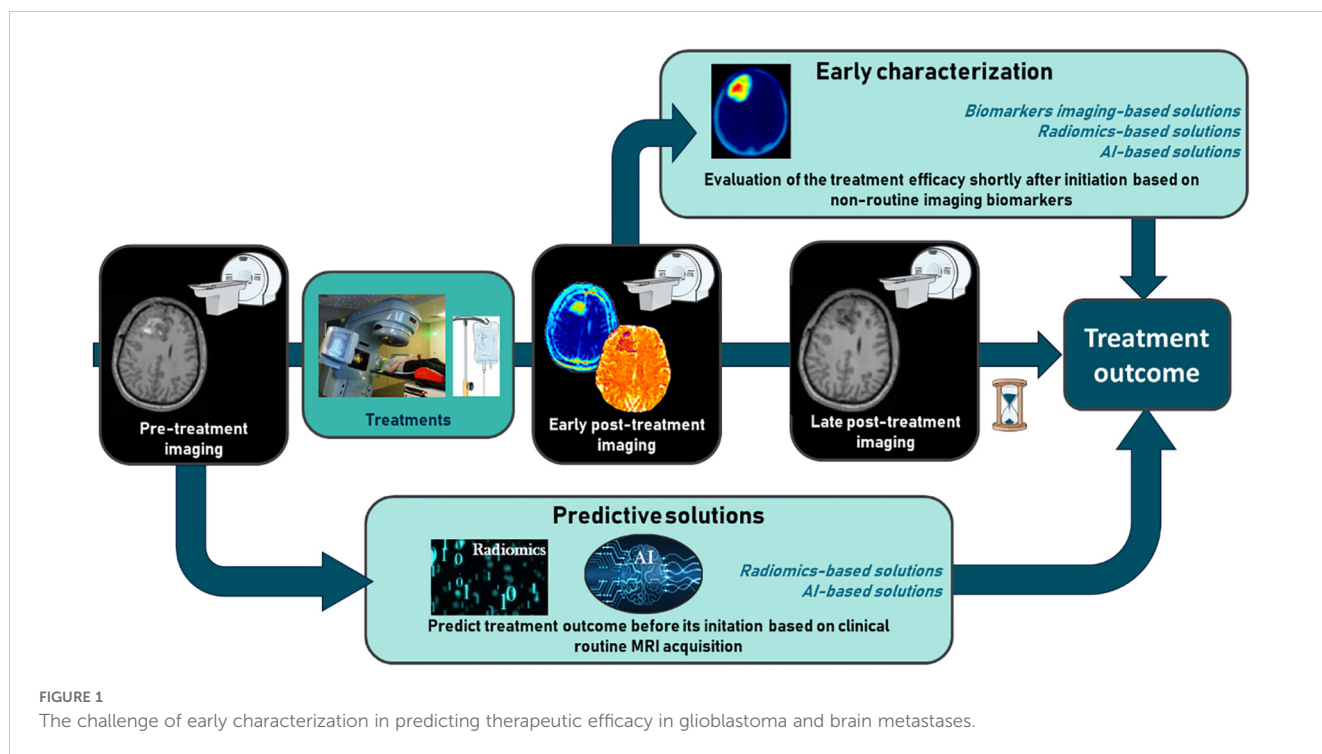 Early characterization
Biomarkers imaging-based solutions
Radiomics-based solutions
AI-based solutions
Evaluation of the treatment efficacy shortly after initiation based on
non-routine imaging biomarkers
Pre-treatment
imaging
Treatments
Early post-treatment
imaging
Late post-treatment
imaging
Treatment
outcome
Predictive solutions
Radiomics
AI
Radiomics-based solutions
AI-based solutions
Predict treatment outcome before its initation based on clinical
routine MRI acquisition
FIGURE 1
The challenge of early characterization in predicting therapeutic efficacy in glioblastoma and brain metastases.